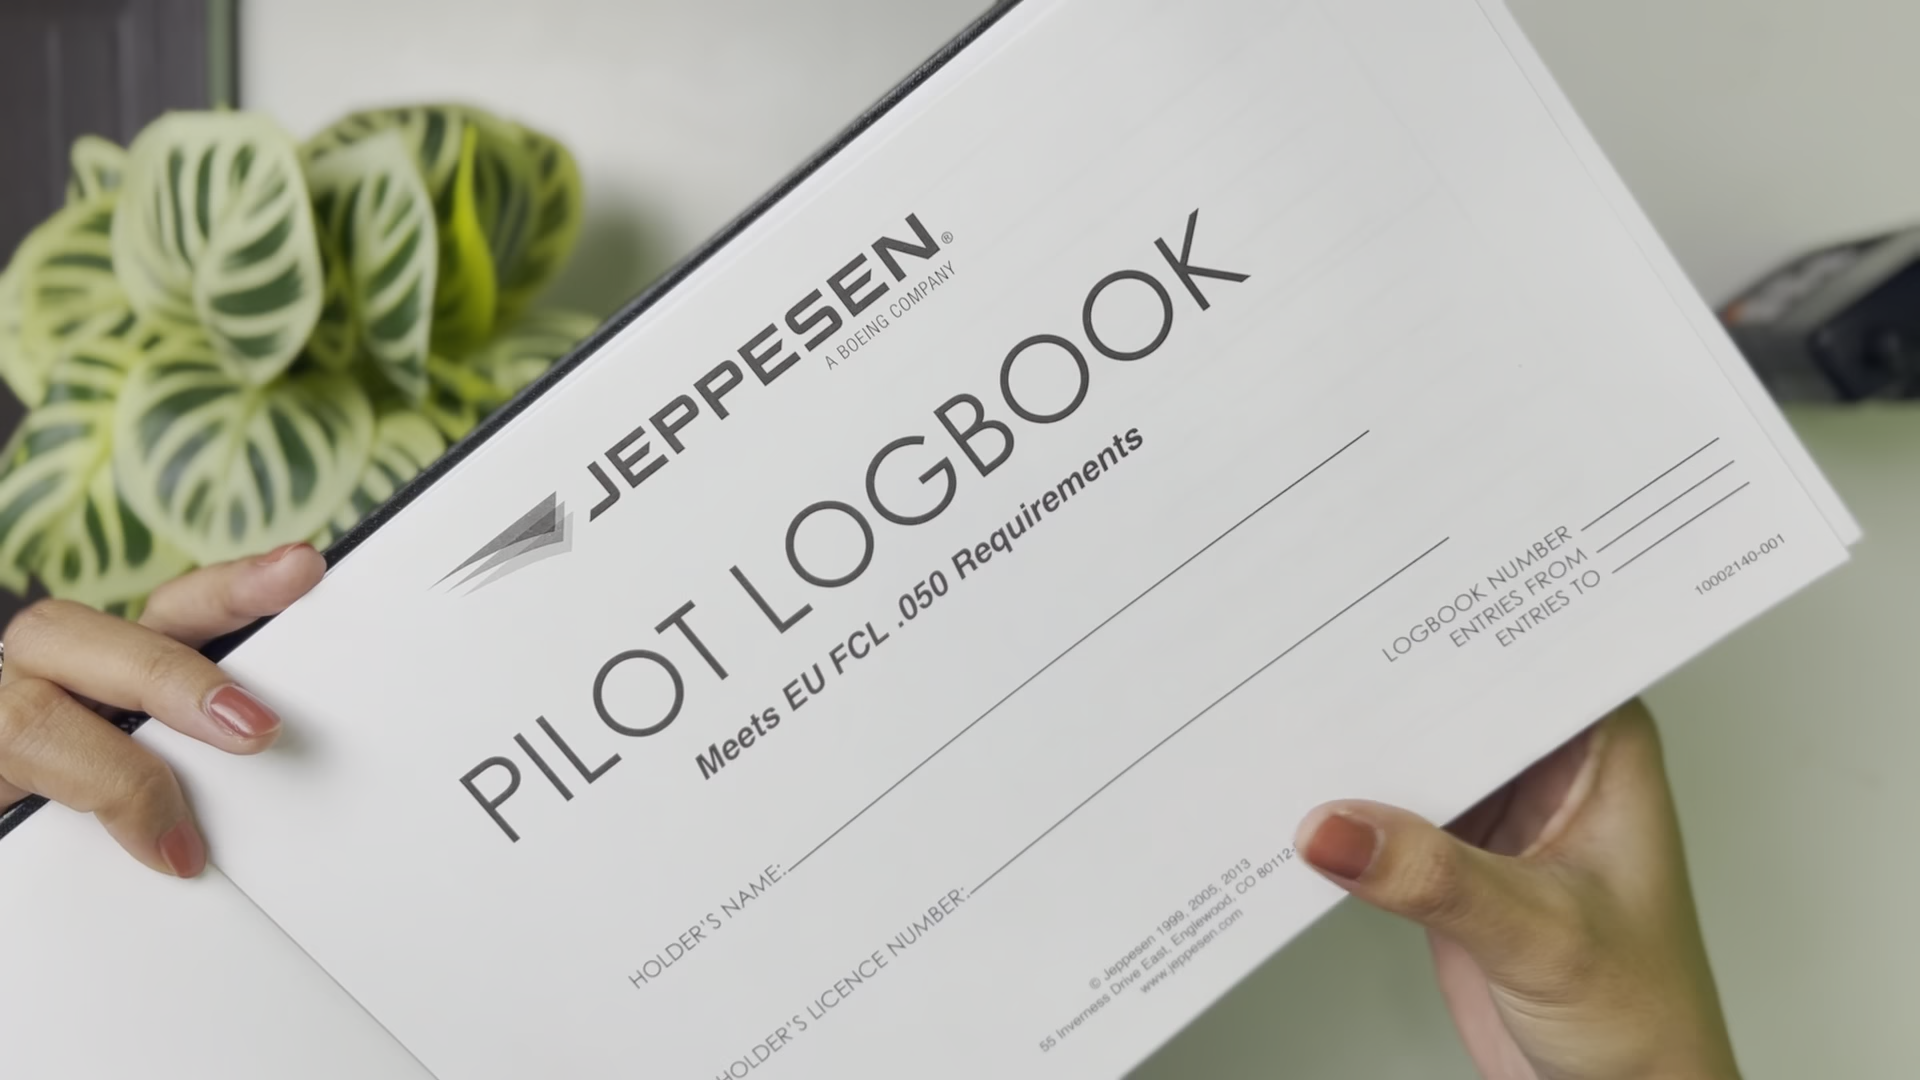 JEPPESEN®
A BOEING COMPANY
PILOT LOGBOOK
Meets EU FCL .050 Requirements
HOLDER'S NAME:
HOLDER'S LICENCE NUMBER:
LOGBOOK NUMBER
ENTRIES FROM
ENTRIES TO
10002140-001
© Jeppesen 1999, 2005, 2013
55 Inverness Drive East, Englewood, CO 80112-
www.jeppesen.com